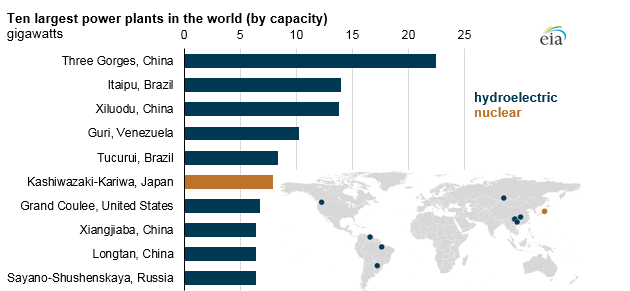 Ten largest power plants in the world (by capacity)
gigawatts
eia
0 5 10 15 20 25
Three Gorges, China
Itaipu, Brazil
Xiluodu, China
hydroelectric
nuclear
Guri, Venezuela
Tucurui, Brazil
Kashiwazaki-Kariwa, Japan
Grand Coulee, United States
Xiangjiaba, China
Longtan, China
Sayano-Shushenskaya, Russia